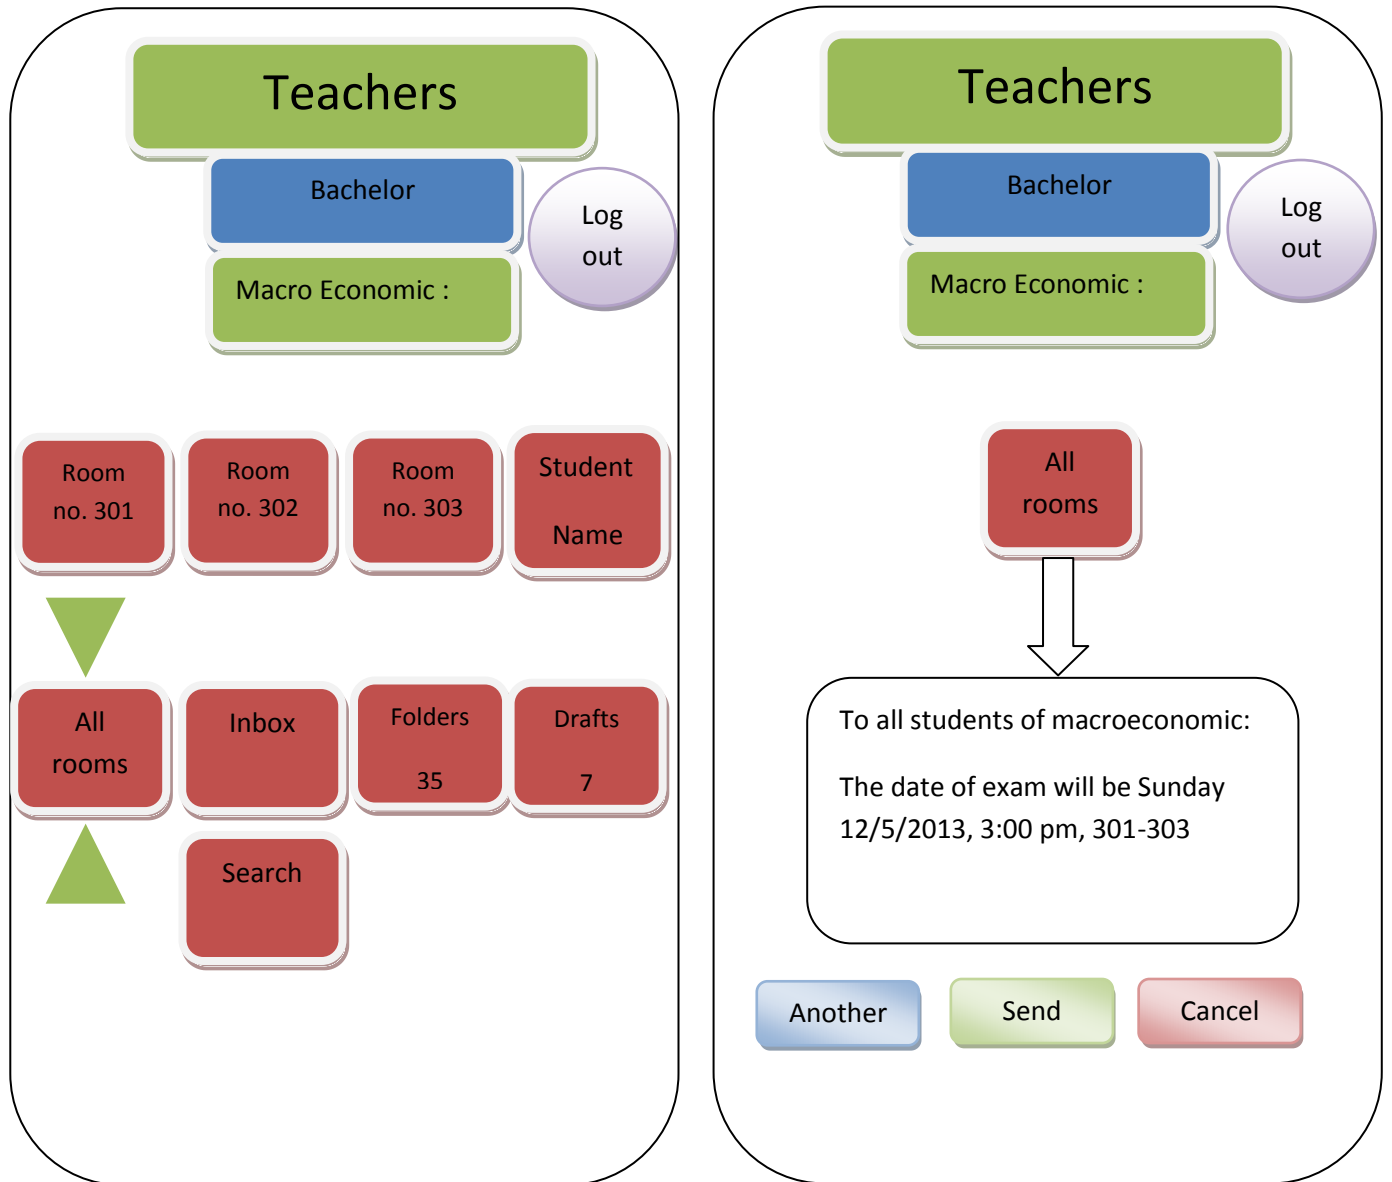 Teachers
Bachelor
Log
out
Macro Economic :
Room
no. 301
Room
no. 302
Room
no. 303
Student
Name
All
rooms
Inbox
Folders
35
Drafts
7
Search
Teachers
Bachelor
Log
out
Macro Economic :
All
rooms
To all students of macroeconomic:
The date of exam will be Sunday
12/5/2013, 3:00 pm, 301-303
Another
Send
Cancel